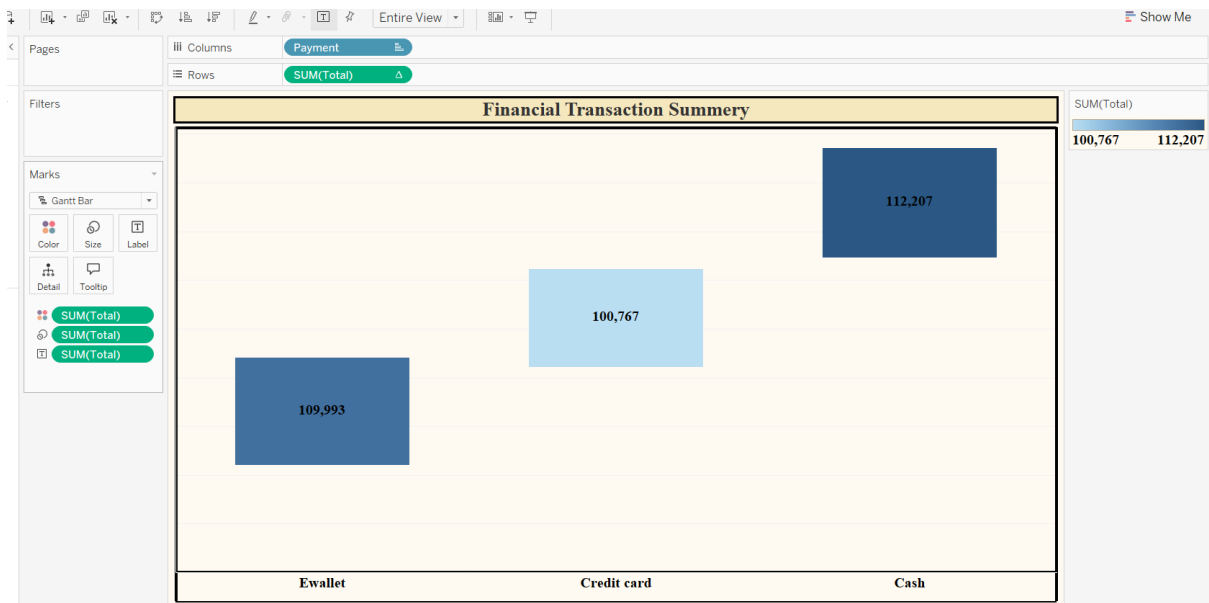 Entire View
Show Me
Pages
Columns
Payment
Rows
SUM(Total) Δ
Filters
Financial Transaction Summery
SUM(Total)
100,767 112,207
Marks
Gantt Bar
Color
Size
Label
Detail
Tooltip
SUM(Total)
SUM(Total)
SUM(Total)
112,207
100,767
109,993
Ewallet
Credit card
Cash